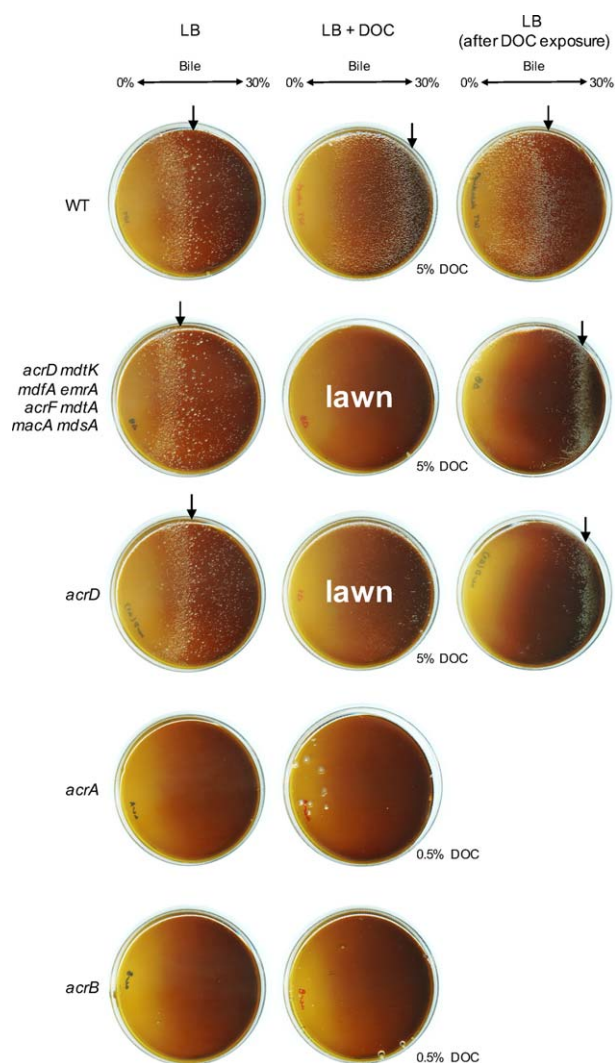 LB
LB + DOC
LB
(after DOC exposure)
Bile
0% 30%
Bile
0% 30%
Bile
0% 30%
WT
5% DOC
acrD mdtK
mdfA emrA
acrF mdtA
macA mdsA
lawn
5% DOC
acrD
lawn
5% DOC
acrA
0.5% DOC
acrB
0.5% DOC